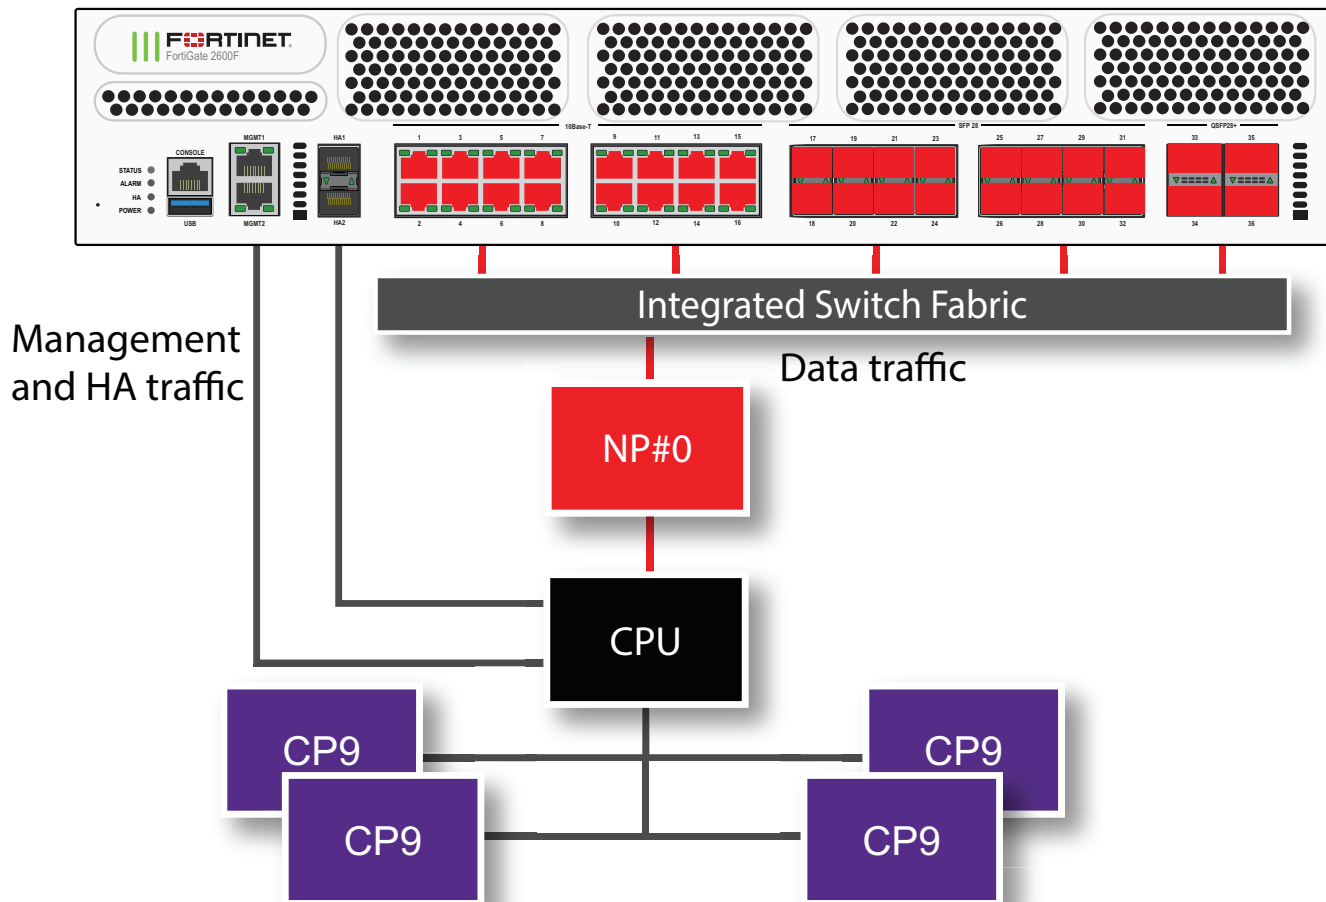 FORTINET
FortiGate 2600F
MGMT1
HA1
1 3 5 7
10Base-T
9 11 13 15
17 19 21 23
SFP 28
25 27 29 31
33 35
QSFP28+
CONSOLE
STATUS
ALARM
HA
POWER
USB
MGMT2
HA2
2 4 6 8
10 12 14 16
18 20 22 24
26 28 30 32
34 36
Integrated Switch Fabric
Management
and HA traffic
Data traffic
NP#0
CPU
CP9
CP9
CP9
CP9